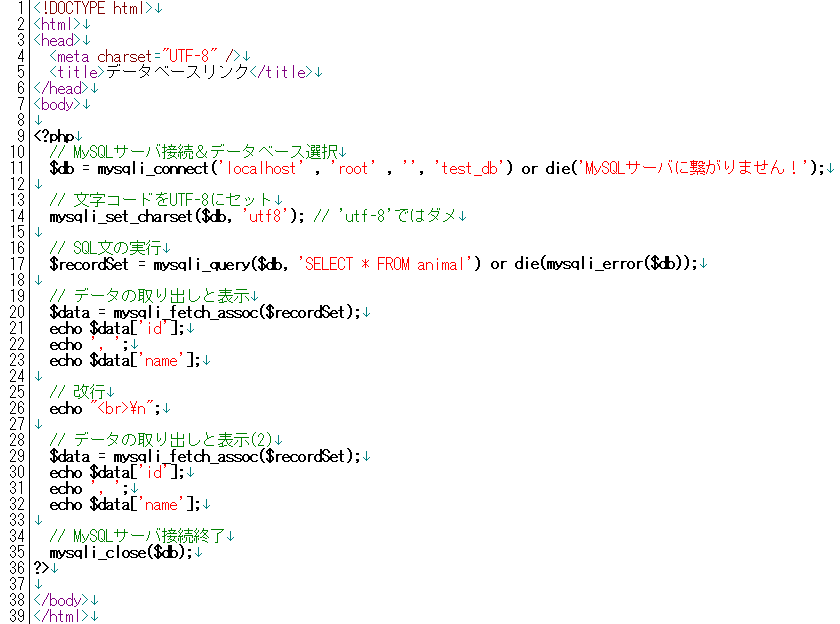 1 <!DOCTYPE html>↓
2 <html>↓
3 <head>↓
4   <meta charset="UTF-8" />↓
5   <title>データベースリンク</title>↓
6 </head>↓
7 <body>↓
8 ↓
9 <?php↓
10   // MySQLサーバ接続＆データベース選択↓
11   $db = mysqli_connect('localhost' , 'root' , '', 'test_db') or die('MySQLサーバに繋がりません！');↓
12 ↓
13   // 文字コードをUTF-8にセット↓
14   mysqli_set_charset($db, 'utf8'); // 'utf-8'ではダメ↓
15 ↓
16   // SQL文の実行↓
17   $recordSet = mysqli_query($db, 'SELECT * FROM animal') or die(mysqli_error($db));↓
18 ↓
19   // データの取り出しと表示↓
20   $data = mysqli_fetch_assoc($recordSet);↓
21   echo $data['id'];↓
22   echo ', ';↓
23   echo $data['name'];↓
24 ↓
25   // 改行↓
26   echo "<br>\n";↓
27 ↓
28   // データの取り出しと表示(2)↓
29   $data = mysqli_fetch_assoc($recordSet);↓
30   echo $data['id'];↓
31   echo ', ';↓
32   echo $data['name'];↓
33 ↓
34   // MySQLサーバ接続終了↓
35   mysqli_close($db);↓
36 ?>↓
37 ↓
38 </body>↓
39 </html>↓